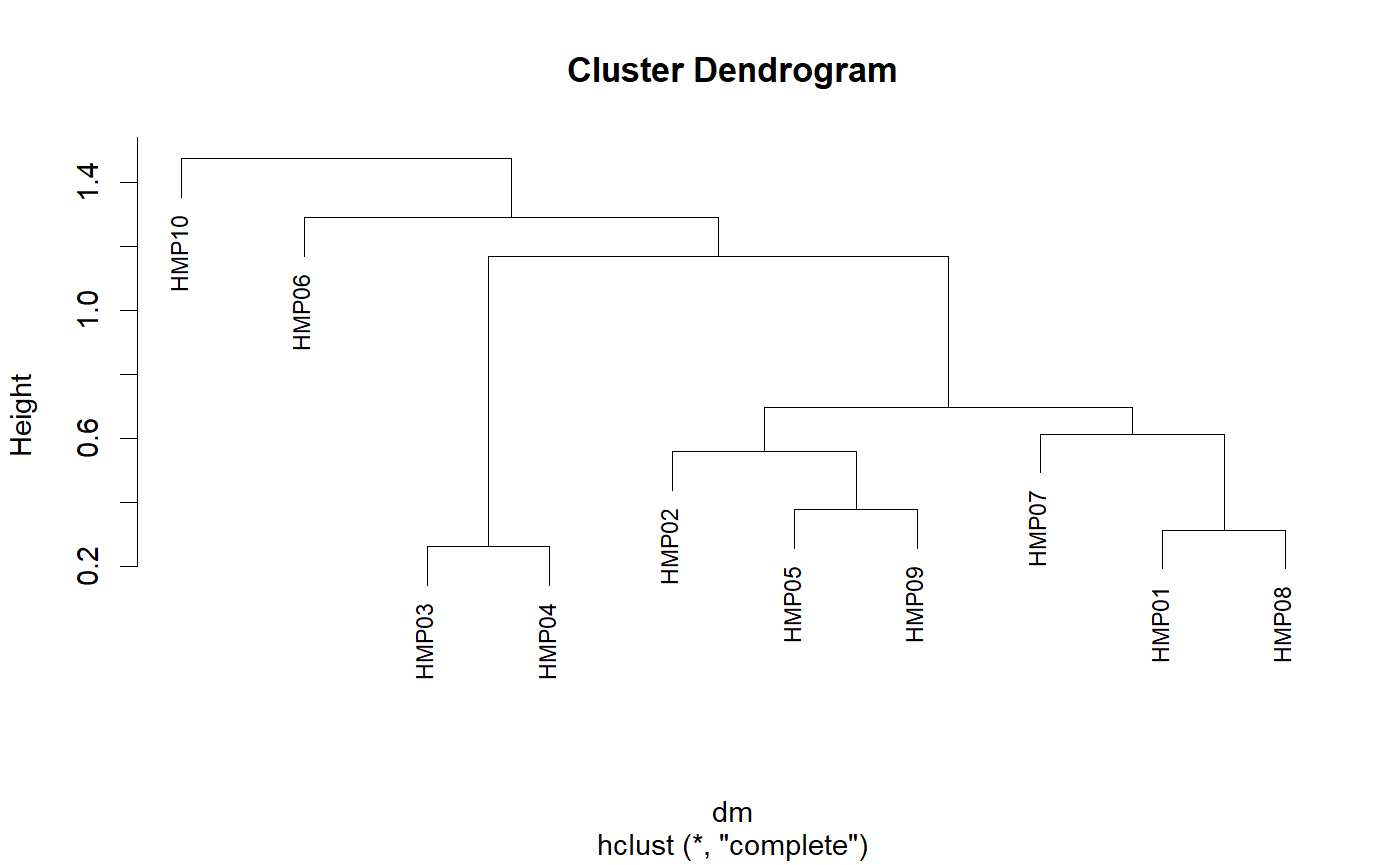 Cluster Dendrogram
Height
1.4
1.0
0.6
0.2
HMP10
HMP06
HMP03
HMP04
HMP02
HMP05
HMP09
HMP07
HMP01
HMP08
dm
hclust (*, "complete")